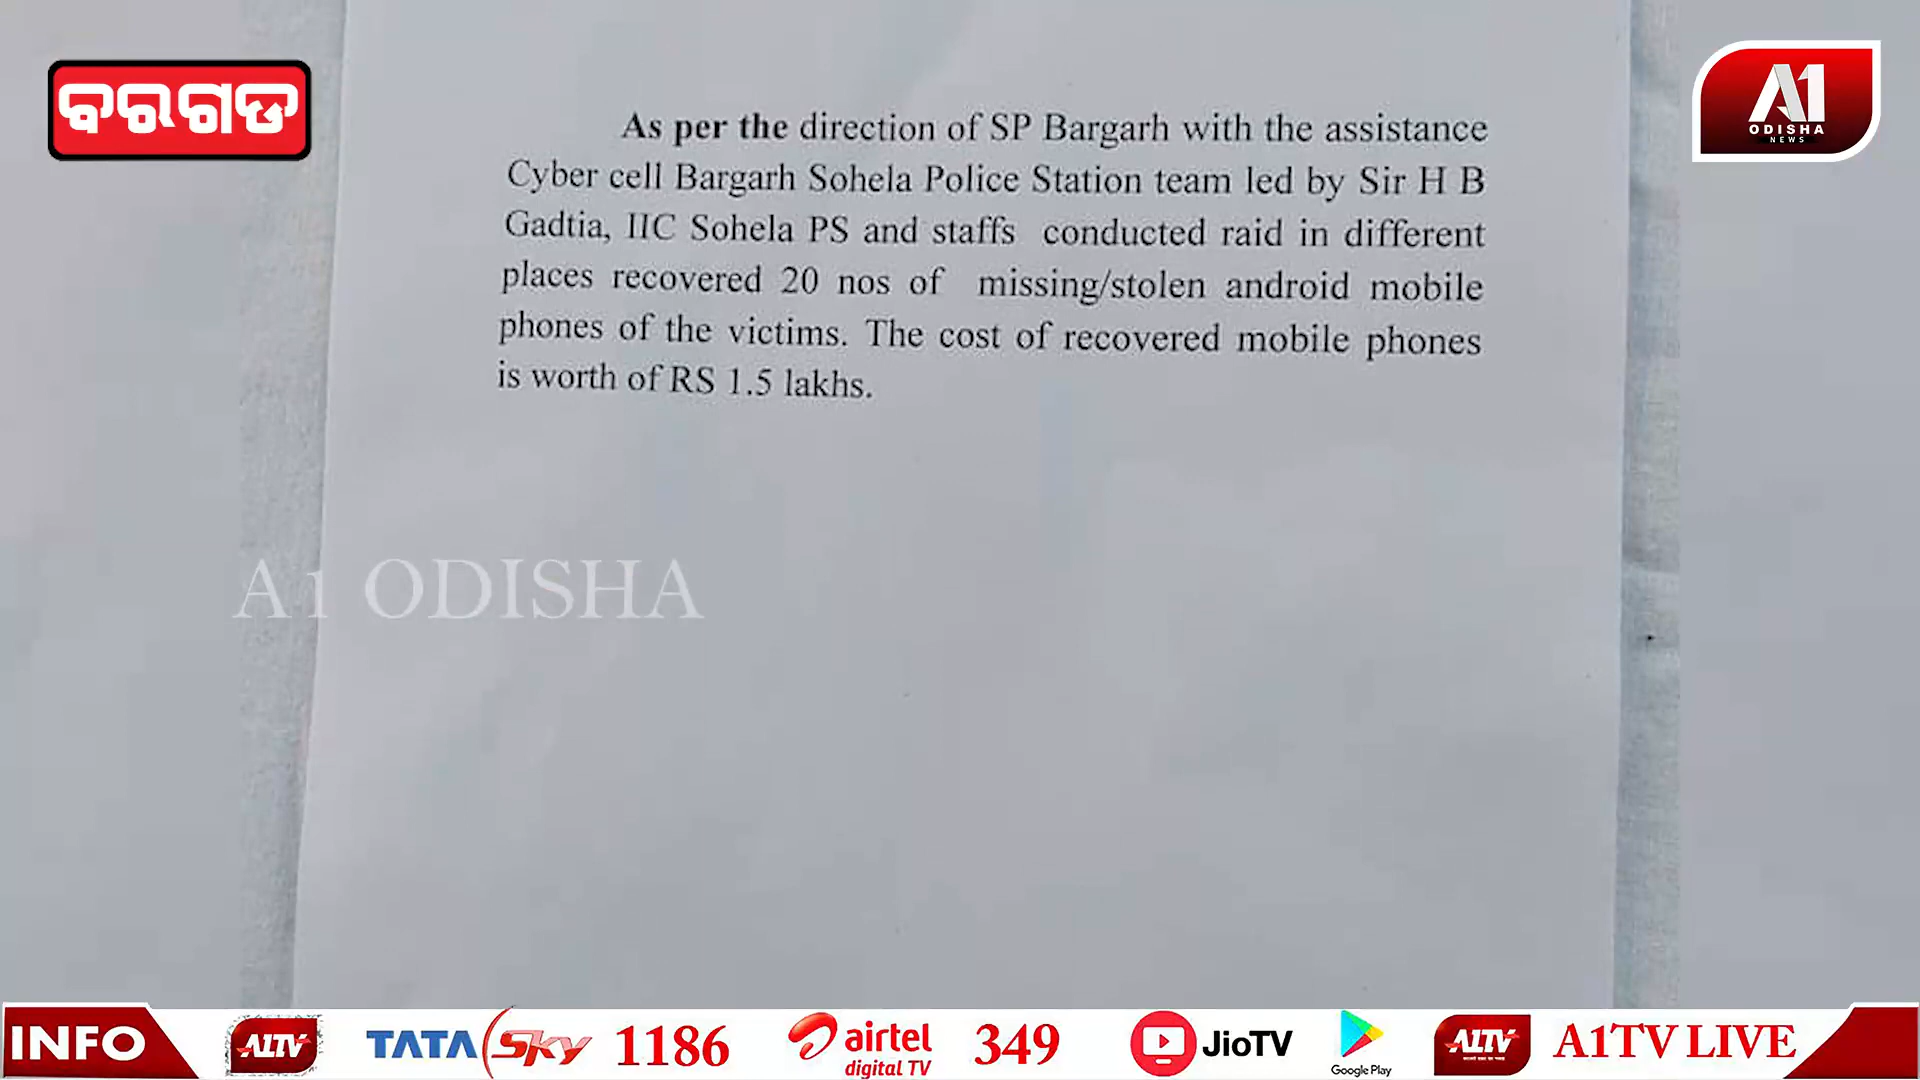 ବରଗଡ
A1
ODISHA
NEWS
As per the direction of SP Bargarh with the assistance
Cyber cell Bargarh Sohela Police Station team led by Sir H B
Gadtia, IIC Sohela PS and staffs conducted raid in different
places recovered 20 nos of missing/stolen android mobile
phones of the victims. The cost of recovered mobile phones
is worth of RS 1.5 lakhs.
A1 ODISHA
INFO A1TV TATA Sky 1186 airtel digital TV 349 JioTV Google Play A1TV A1TV LIVE